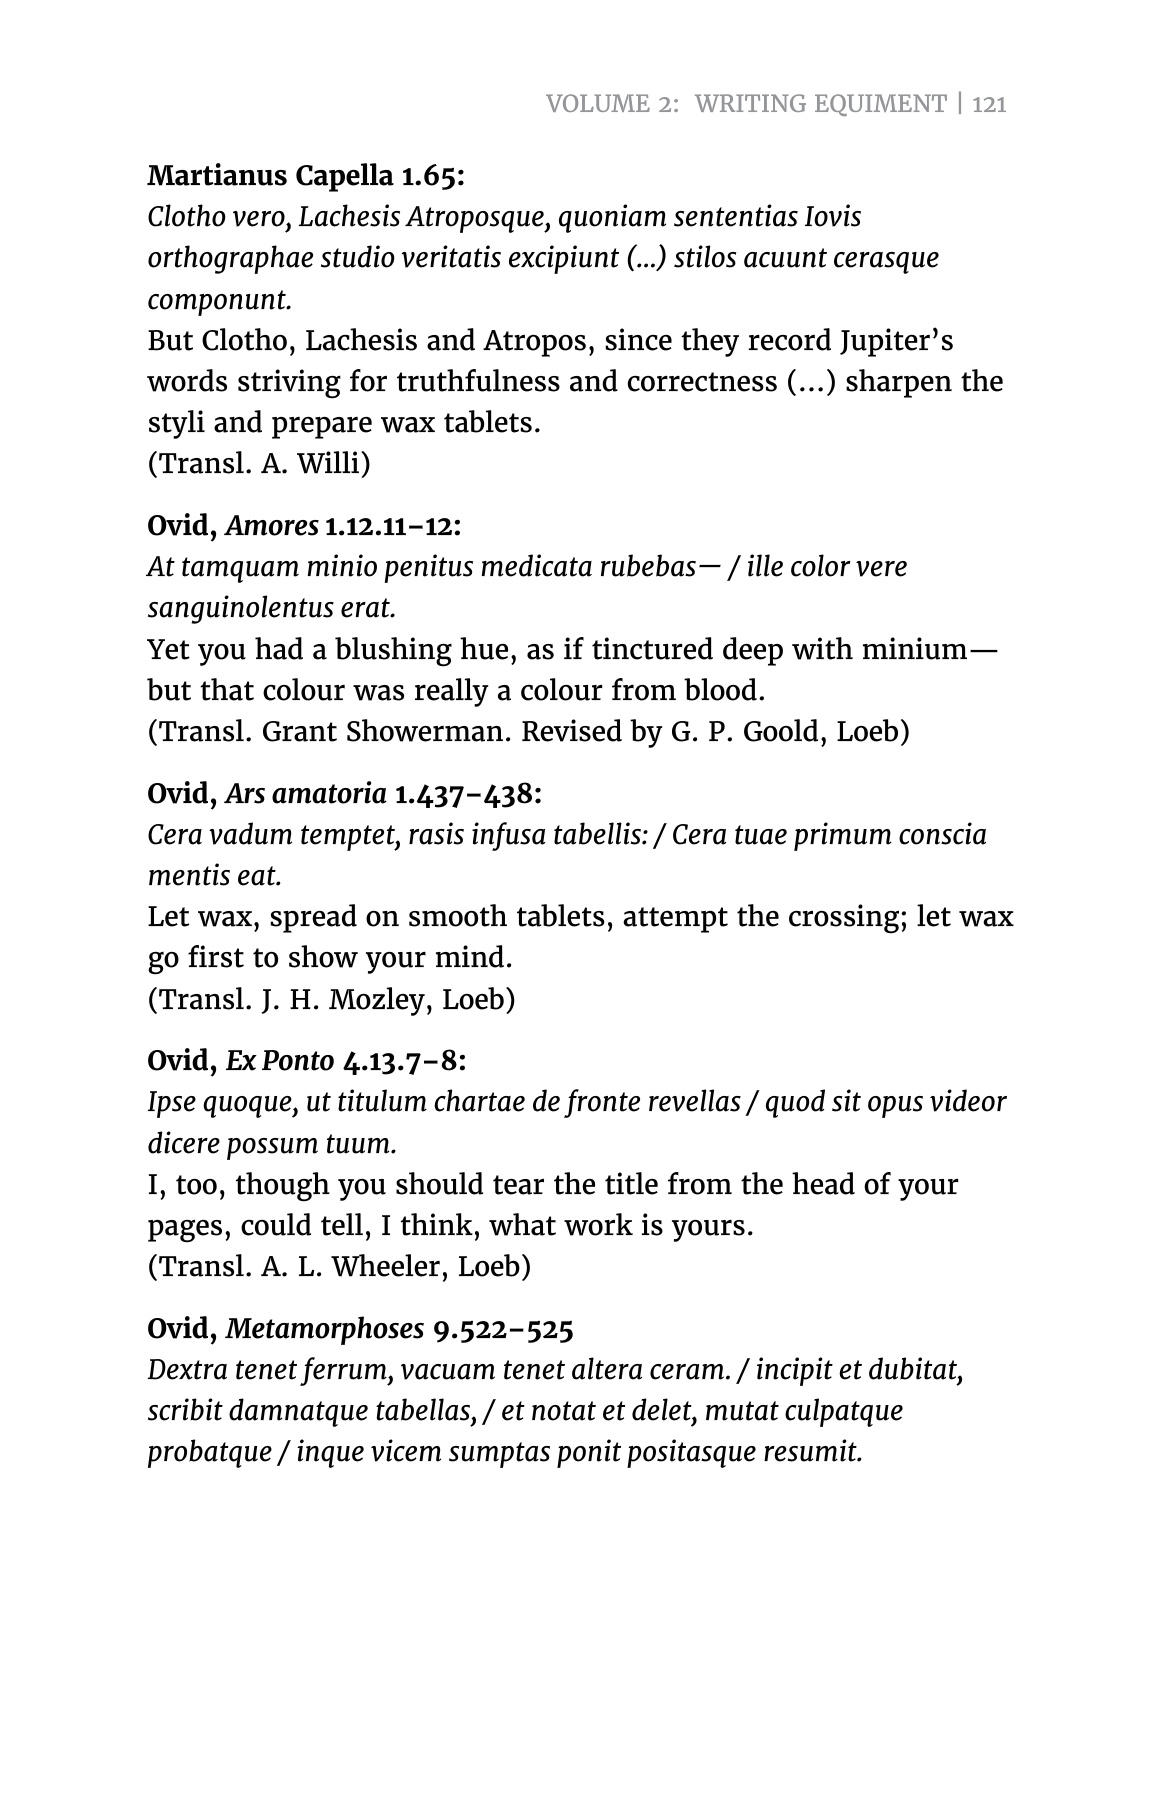 VOLUME 2: WRITING EQUIMENT | 121
Martianus Capella 1.65:
Clotho vero, Lachesis Atroposque, quoniam sententias Iovis
orthographae studio veritatis excipiunt (...) stilos acuunt cerasque
componunt.
But Clotho, Lachesis and Atropos, since they record Jupiter’s
words striving for truthfulness and correctness (…) sharpen the
styli and prepare wax tablets.
(Transl. A. Willi)
Ovid, Amores 1.12.11–12:
At tamquam minio penitus medicata rubebas— / ille color vere
sanguinolentus erat.
Yet you had a blushing hue, as if tinctured deep with minium—
but that colour was really a colour from blood.
(Transl. Grant Showerman. Revised by G. P. Goold, Loeb)
Ovid, Ars amatoria 1.437–438:
Cera vadum temptet, rasis infusa tabellis: / Cera tuae primum conscia
mentis eat.
Let wax, spread on smooth tablets, attempt the crossing; let wax
go first to show your mind.
(Transl. J. H. Mozley, Loeb)
Ovid, Ex Ponto 4.13.7–8:
Ipse quoque, ut titulum chartae de fronte revellas / quod sit opus videor
dicere possum tuum.
I, too, though you should tear the title from the head of your
pages, could tell, I think, what work is yours.
(Transl. A. L. Wheeler, Loeb)
Ovid, Metamorphoses 9.522–525
Dextra tenet ferrum, vacuam tenet altera ceram. / incipit et dubitat,
scribit damnatque tabellas, / et notat et delet, mutat culpatque
probatque / inque vicem sumptas ponit positasque resumit.